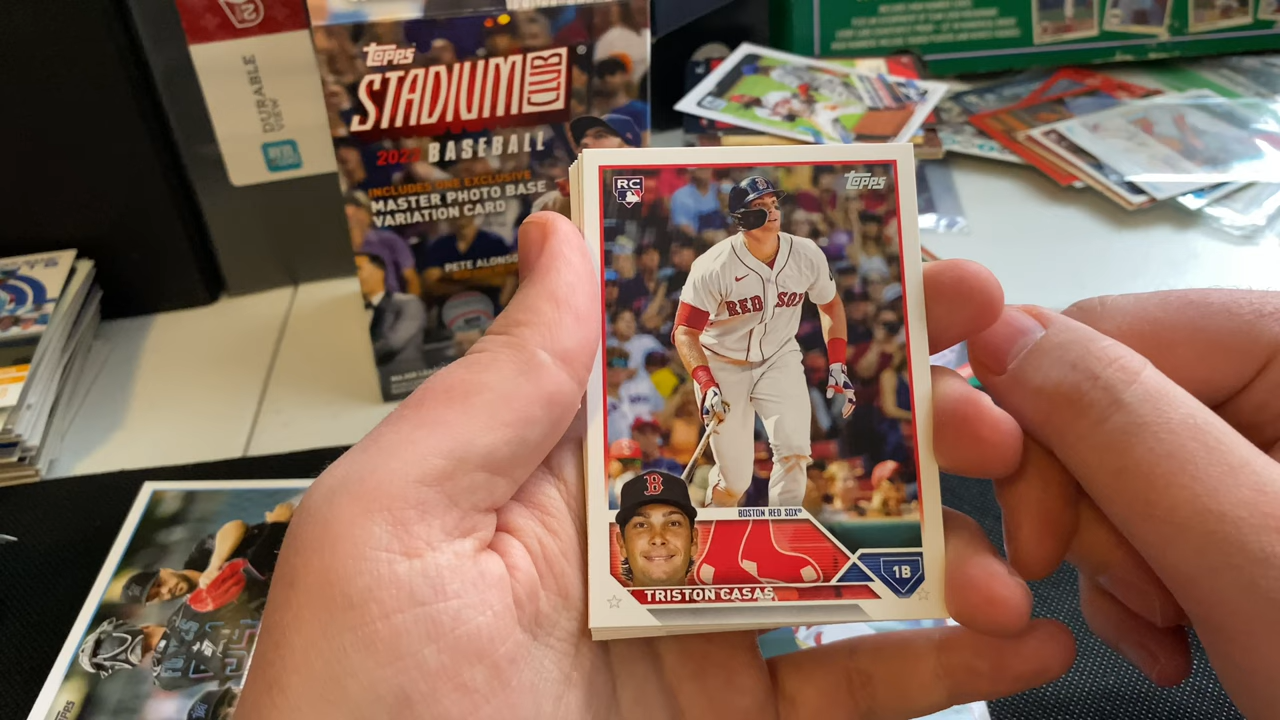 DURABLE
VIEW
Topps
STADIUM CLUB
BASEBALL
INCLUDES ONE EXCLUSIVE
MASTER PHOTO BASE
VARIATION CARD
PETE ALONSO
RC
Topps
B
RED SOX
B
BOSTON RED SOX
1B
TRISTON CASAS
Topps